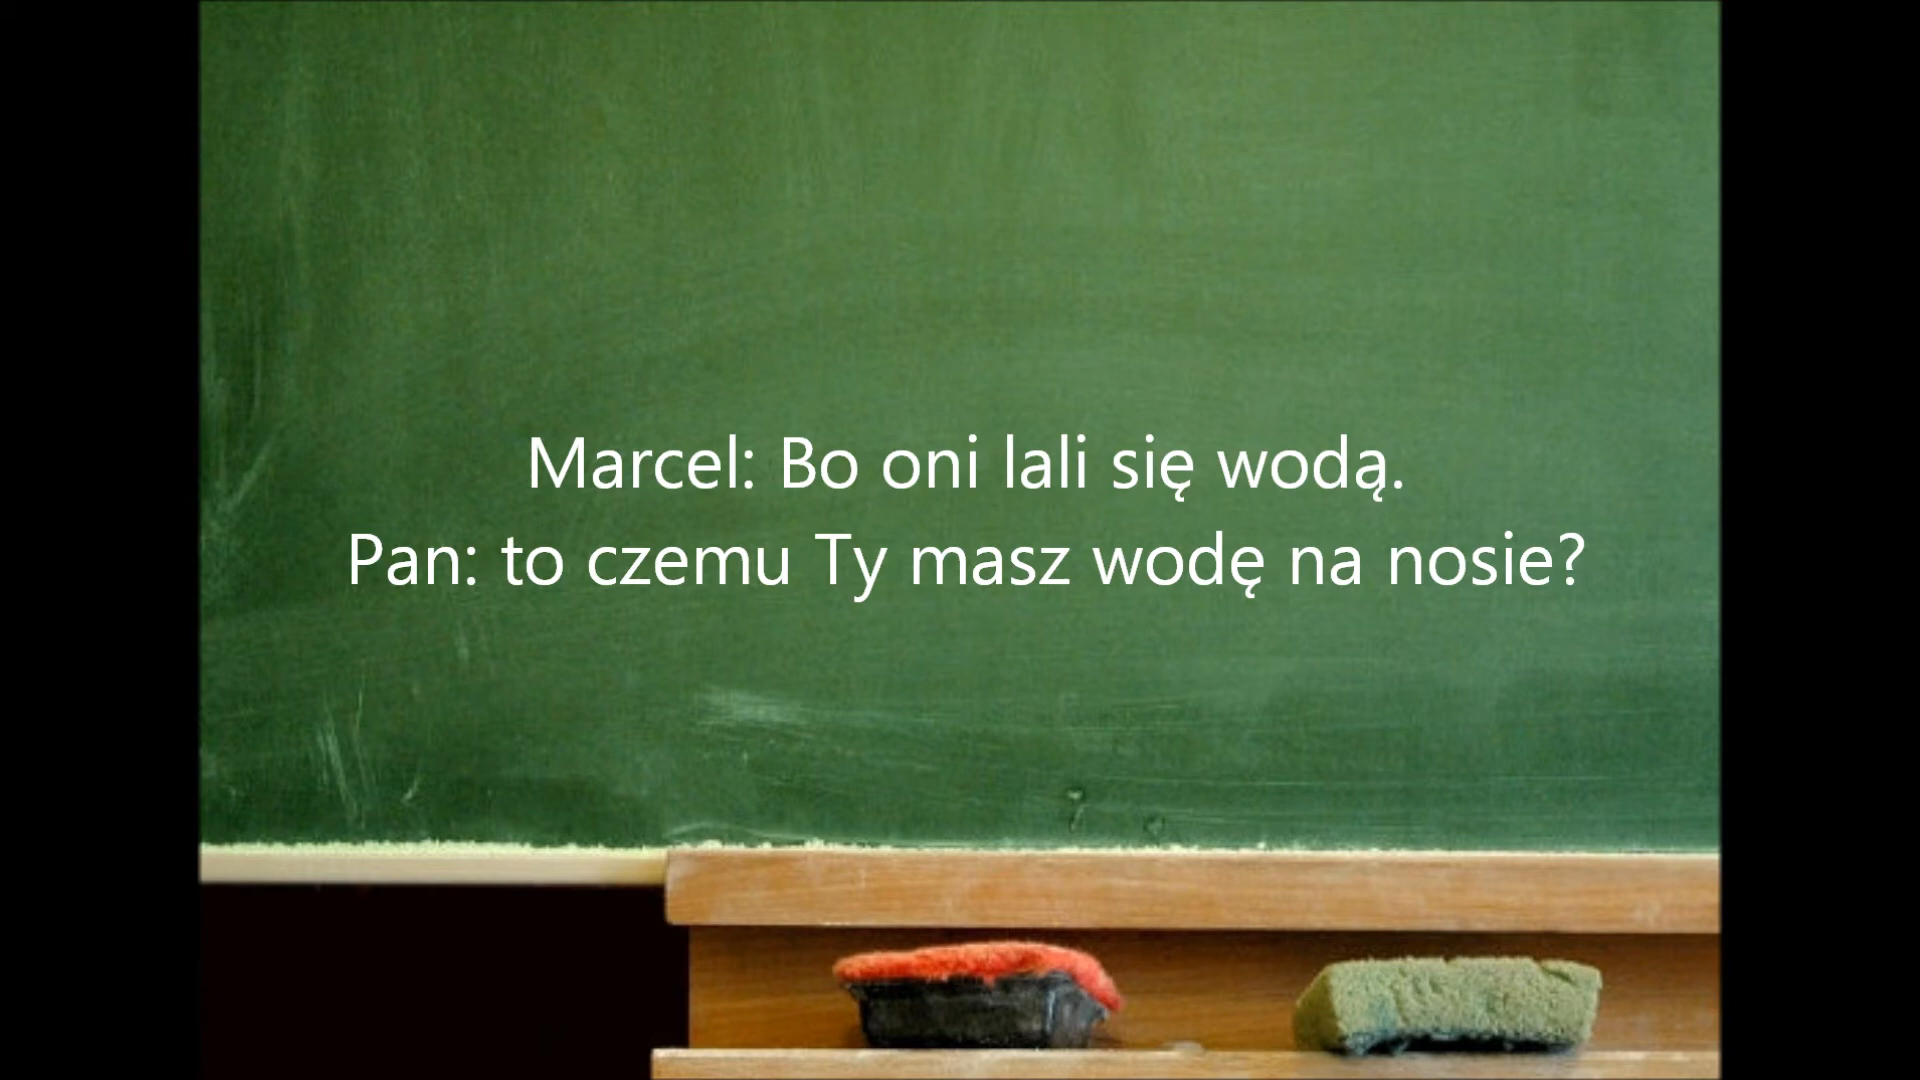 Marcel: Bo oni lali się wodą.
Pan: to czemu Ty masz wodę na nosie?